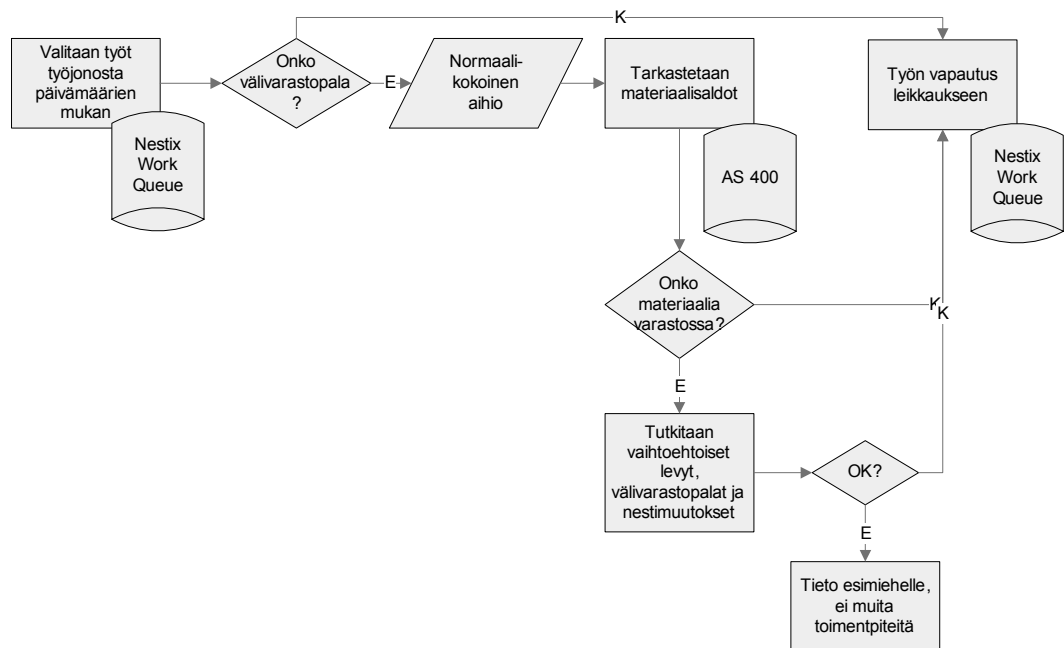 K
Valitaan työt
työjonosta
päivämäärien
mukan
Nestix
Work
Queue
Onko
välivarastopala
?
E
Normaali-
kokoinen
aihio
Tarkastetaan
materiaalisaldot
AS 400
Työn vapautus
leikkaukseen
Nestix
Work
Queue
Onko
materiaalia
varastossa?
K
K
E
Tutkitaan
vaihtoehtoiset
levyt,
välivarastopalat ja
nestimuutokset
OK?
E
Tieto esimiehelle,
ei muita
toimentpiteitä